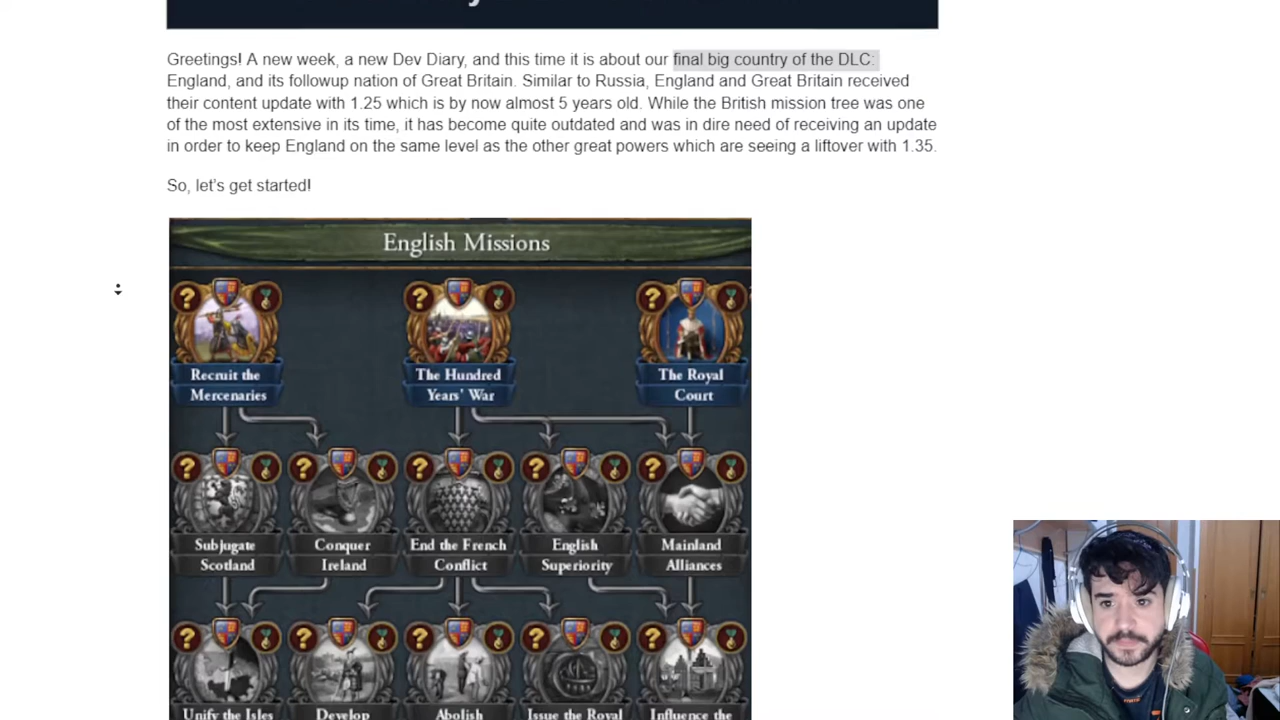 Greetings! A new week, a new Dev Diary, and this time it is about our final big country of the DLC:
England, and its followup nation of Great Britain. Similar to Russia, England and Great Britain received
their content update with 1.25 which is by now almost 5 years old. While the British mission tree was one
of the most extensive in its time, it has become quite outdated and was in dire need of receiving an update
in order to keep England on the same level as the other great powers which are seeing a liftover with 1.35.
So, let's get started!
English Missions
Recruit the
Mercenaries
The Hundred
Years' War
The Royal
Court
Subjugate
Scotland
Conquer
Ireland
End the French
Conflict
English
Superiority
Mainland
Alliances
Unify the Isles
Develop
Abolish
Issue the Royal
Influence the